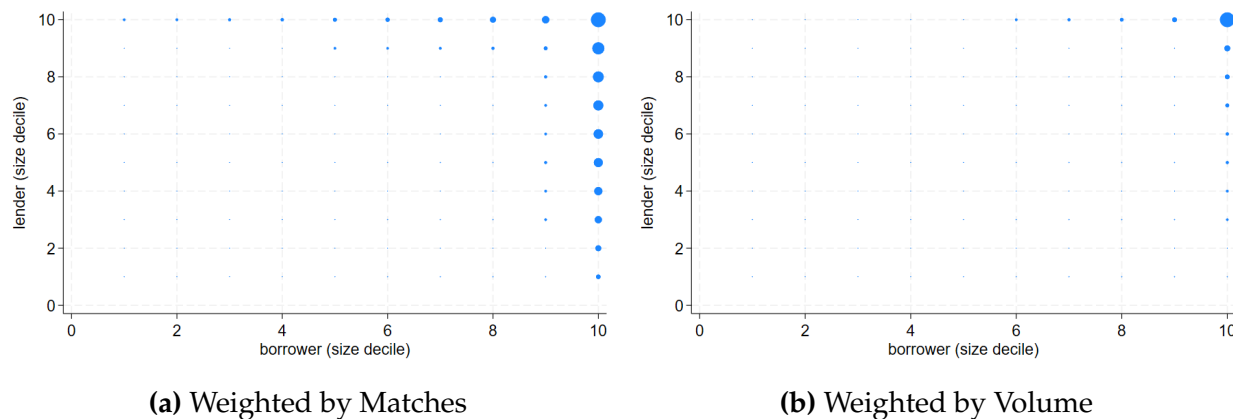 10
8
6
4
2
0
lender (size decile)
0 2 4 6 8 10
borrower (size decile)
(a) Weighted by Matches
10
8
6
4
2
0
lender (size decile)
0 2 4 6 8 10
borrower (size decile)
(b) Weighted by Volume